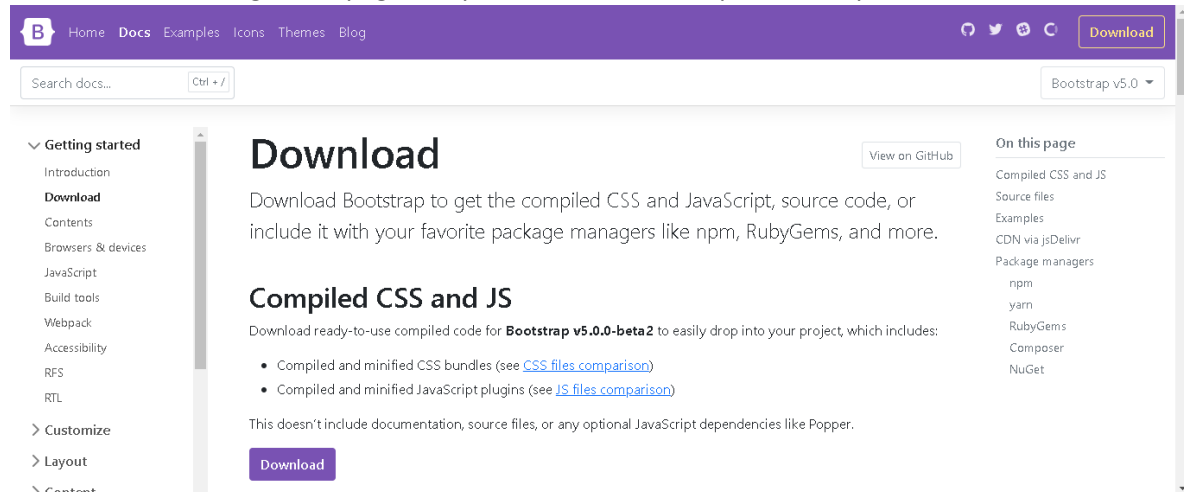 B Home Docs Examples Icons Themes Blog Download
Search docs... Ctrl + / Bootstrap v5.0
Getting started
Introduction
Download
Contents
Browsers & devices
JavaScript
Build tools
Webpack
Accessibility
RFS
RTL
Customize
Layout
Download
View on GitHub
Download Bootstrap to get the compiled CSS and JavaScript, source code, or
include it with your favorite package managers like npm, RubyGems, and more.
Compiled CSS and JS
Download ready-to-use compiled code for Bootstrap v5.0.0-beta2 to easily drop into your project, which includes:
Compiled and minified CSS bundles (see CSS files comparison)
Compiled and minified JavaScript plugins (see JS files comparison)
This doesn't include documentation, source files, or any optional JavaScript dependencies like Popper.
Download
On this page
Compiled CSS and JS
Source files
Examples
CDN via jsDelivr
Package managers
npm
yarn
RubyGems
Composer
NuGet